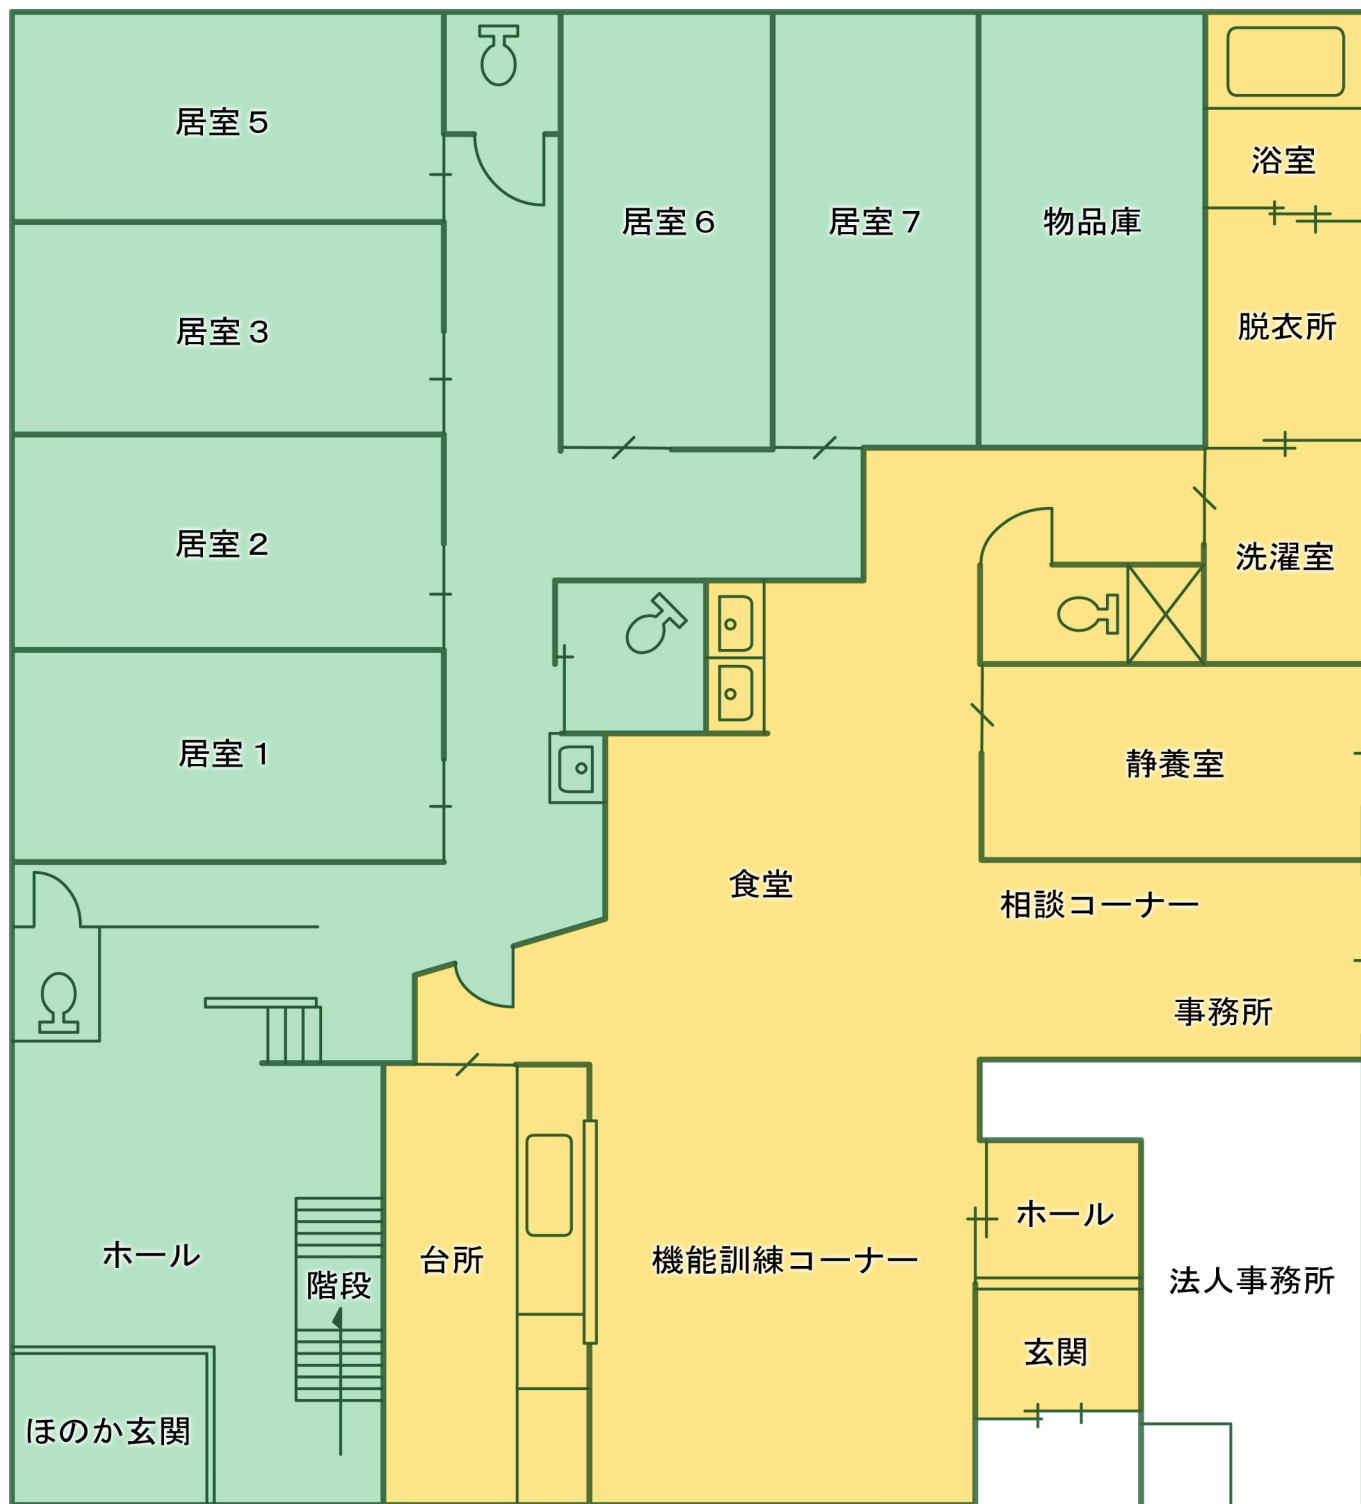 居室５
浴室
居室６
居室７
物品庫
居室３
脱衣所
居室２
洗濯室
居室１
静養室
食堂
相談コーナー
事務所
ホール
ホール
台所
機能訓練コーナー
階段
法人事務所
玄関
ほのか玄関